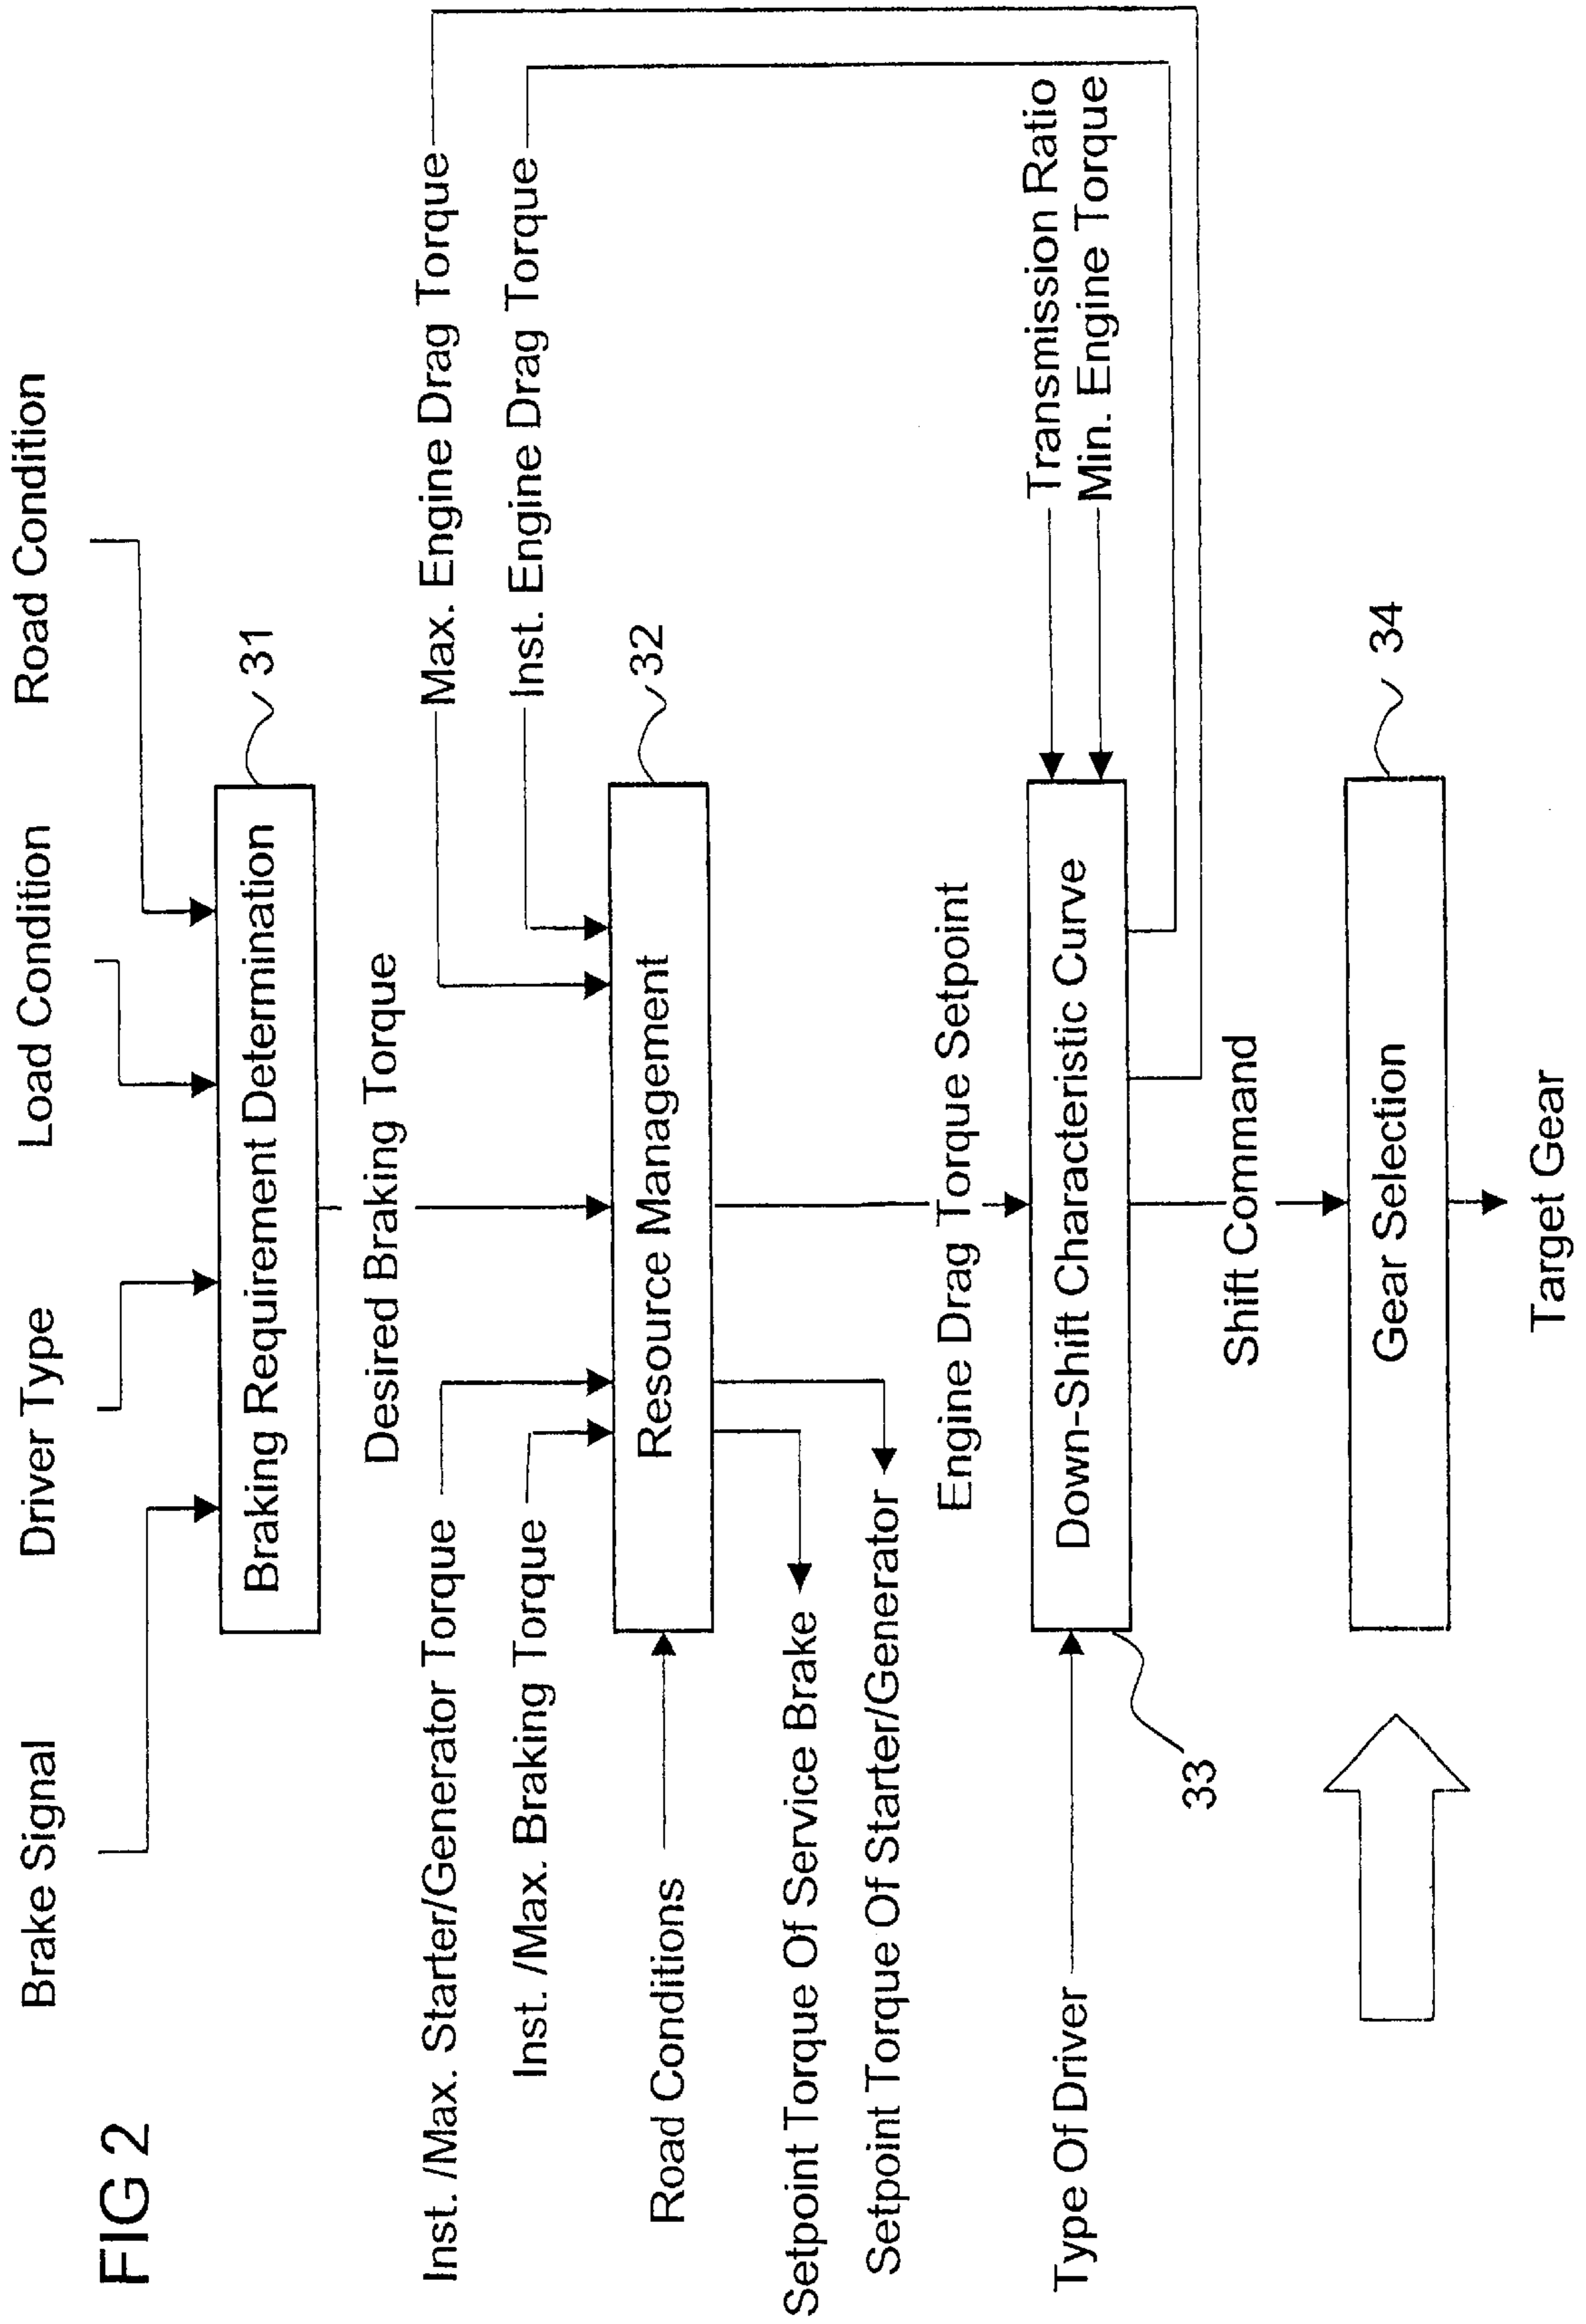 FIG 2
Brake Signal
Driver Type
Load Condition
Road Condition
Braking Requirement Determination
31
Desired Braking Torque
Inst. /Max. Starter/Generator Torque
Max. Engine Drag Torque
Inst. /Max. Braking Torque
Inst. Engine Drag Torque
Road Conditions
Resource Management
32
Setpoint Torque Of Service Brake
Setpoint Torque Of Starter/Generator
Engine Drag Torque Setpoint
Transmission Ratio
Min. Engine Torque
Type Of Driver
Down-Shift Characteristic Curve
33
Shift Command
Gear Selection
34
Target Gear